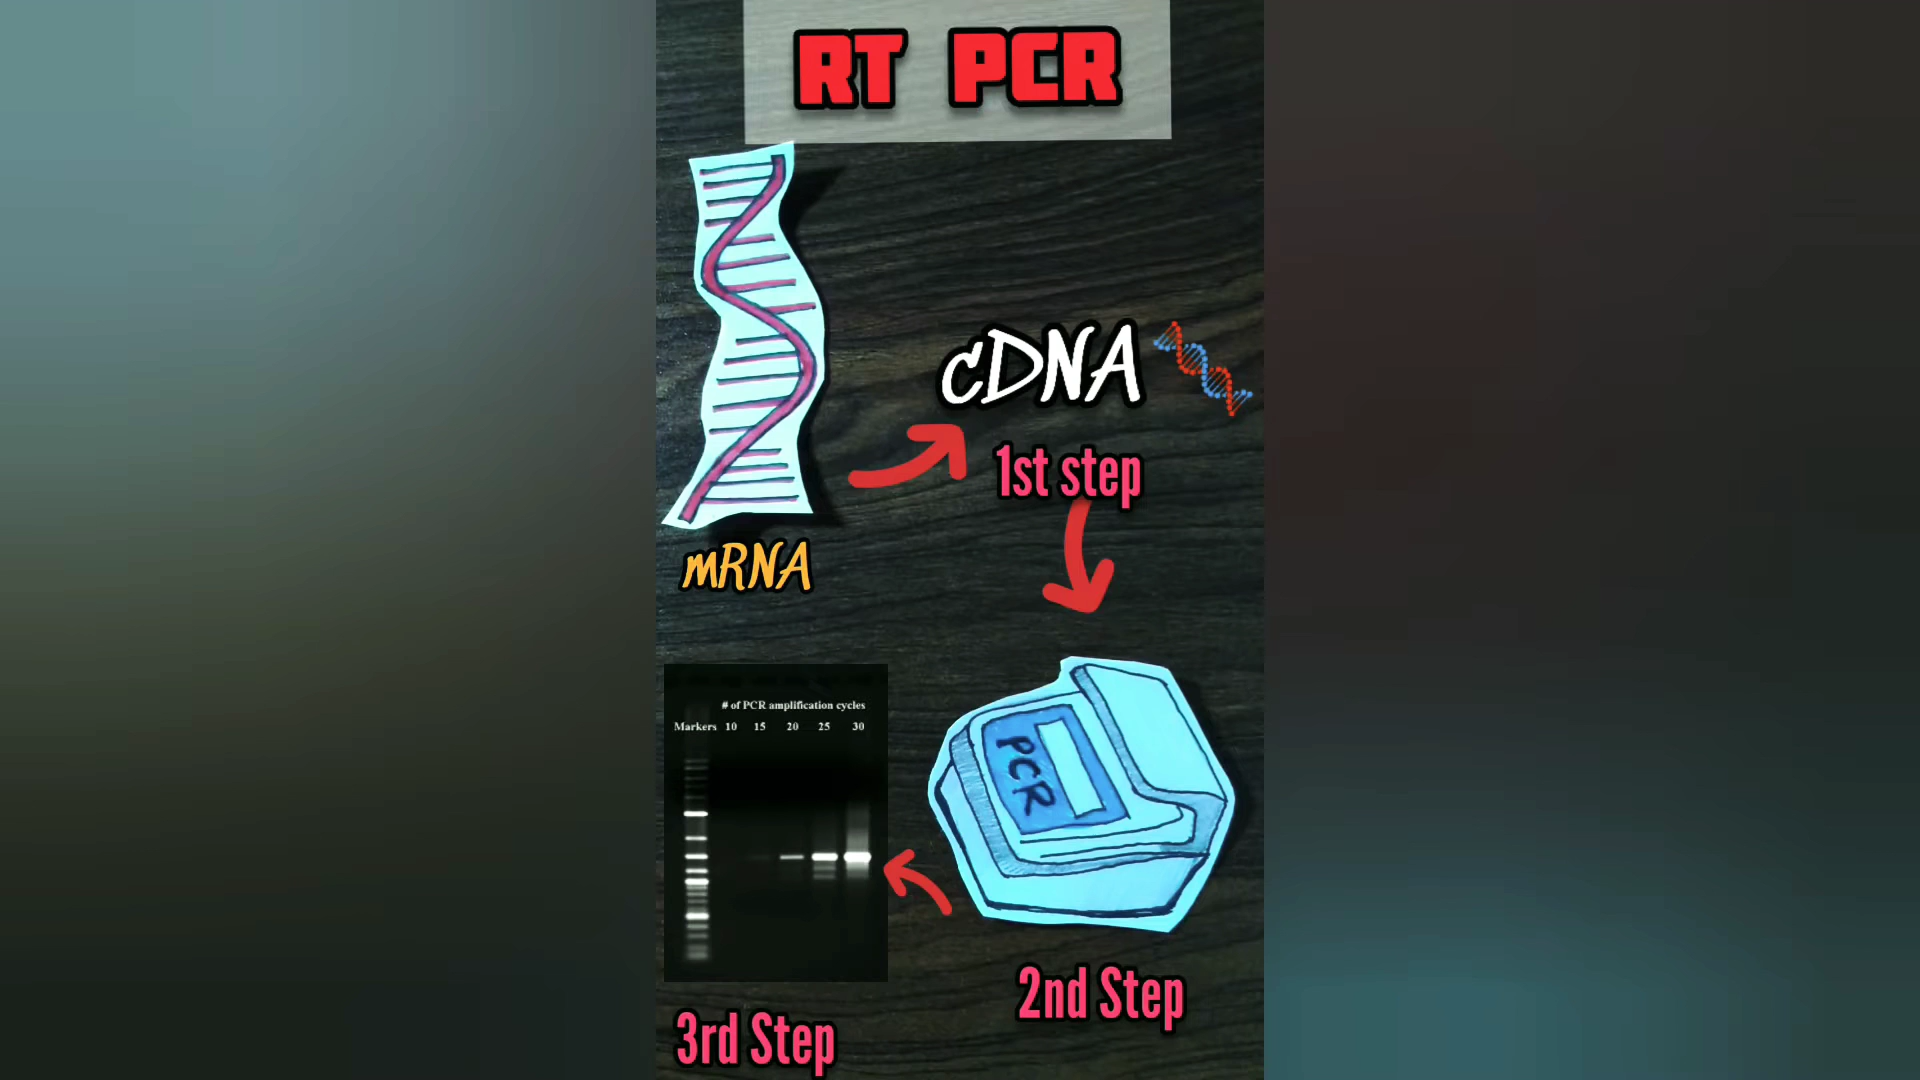 RT PCR
cDNA
1st step
mRNA
# of PCR amplification cycles
Markers 10 15 20 25 30
PCR
2nd Step
3rd Step